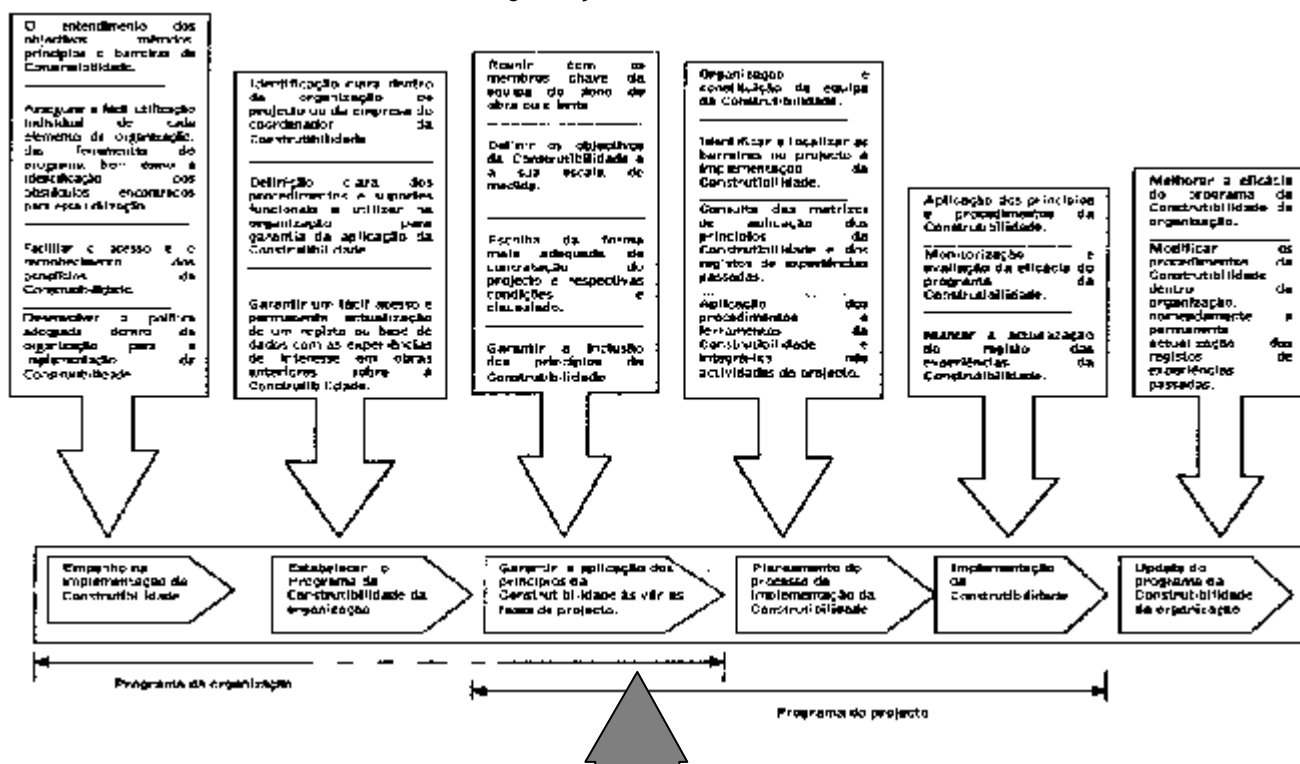 O entendimento dos
objectivos métodos,
princípios e barreiras da
Construtibilidade.
Assegurar a fácil utilização
individual de cada
elemento da organização,
das ferramentas do
programa, bem como a
identificação dos
obstáculos encontrados
para essa utilização
Facilitar o acesso e o
reconhecimento dos
benefícios da
Construtibilidade.
Desenvolver a política
adequada dentro da
organização para a
implementação da
Construtibilidade
Identificação clara dentro
da organização de
projecto ou da empresa do
coordenador da
Construtibilidade
Definição clara dos
procedimentos e suportes
funcionais a utilizar na
organização para
garantia da aplicação da
Construtibilidade
Garantir um fácil acesso e
permanente actualização
de um registo ou base de
dados com as experiências
de interesse em obras
anteriores sobre a
Construtibilidade.
Reunir com os
membros chave da
equipa do dono de
obra ou cliente
Definir os objectivos
da Construtibilidade e
a sua escala de
medida.
Escolha da forma
mais adequada de
contratação do
projecto e respectivas
condições e
clausulado.
Garantir a inclusão
dos princípios da
Construtibilidade
Organização e
constituição da equipa
da Construtibilidade.
Identificar e localizar as
barreiras no projecto à
implementação da
Construtibilidade.
Consulta das matrizes
de aplicação dos
princípios da
Construtibilidade e dos
registos de experiências
passadas.
Aplicação dos
procedimentos e
ferramentas da
Construtibilidade e
integrá-los nas
actividades do projecto.
Aplicação dos princípios
e procedimentos da
Construtibilidade.
Monitorização e
avaliação da eficácia do
programa da
Construtibilidade.
Manter a actualização
do registo das
experiências da
Construtibilidade.
Melhorar a eficácia
do programa da
Construtibilidade da
organização.
Modificar os
procedimentos da
Construtibilidade
dentro da
organização,
nomeadamente a
permanente
actualização dos
registos de
experiências
passadas.
Empenho na
implementação da
Construtibilidade
Estabelecer o
Programa da
Construtibilidade da
organização
Garantir a aplicação dos
princípios da
Construtibilidade às várias
fases do projecto.
Planeamento do
processo de
implementação da
Construtibilidade
Implementação
da
Construtibilidade
Update do
programa da
Construtibilidade
da organização
Programa da organização
Programa do projecto